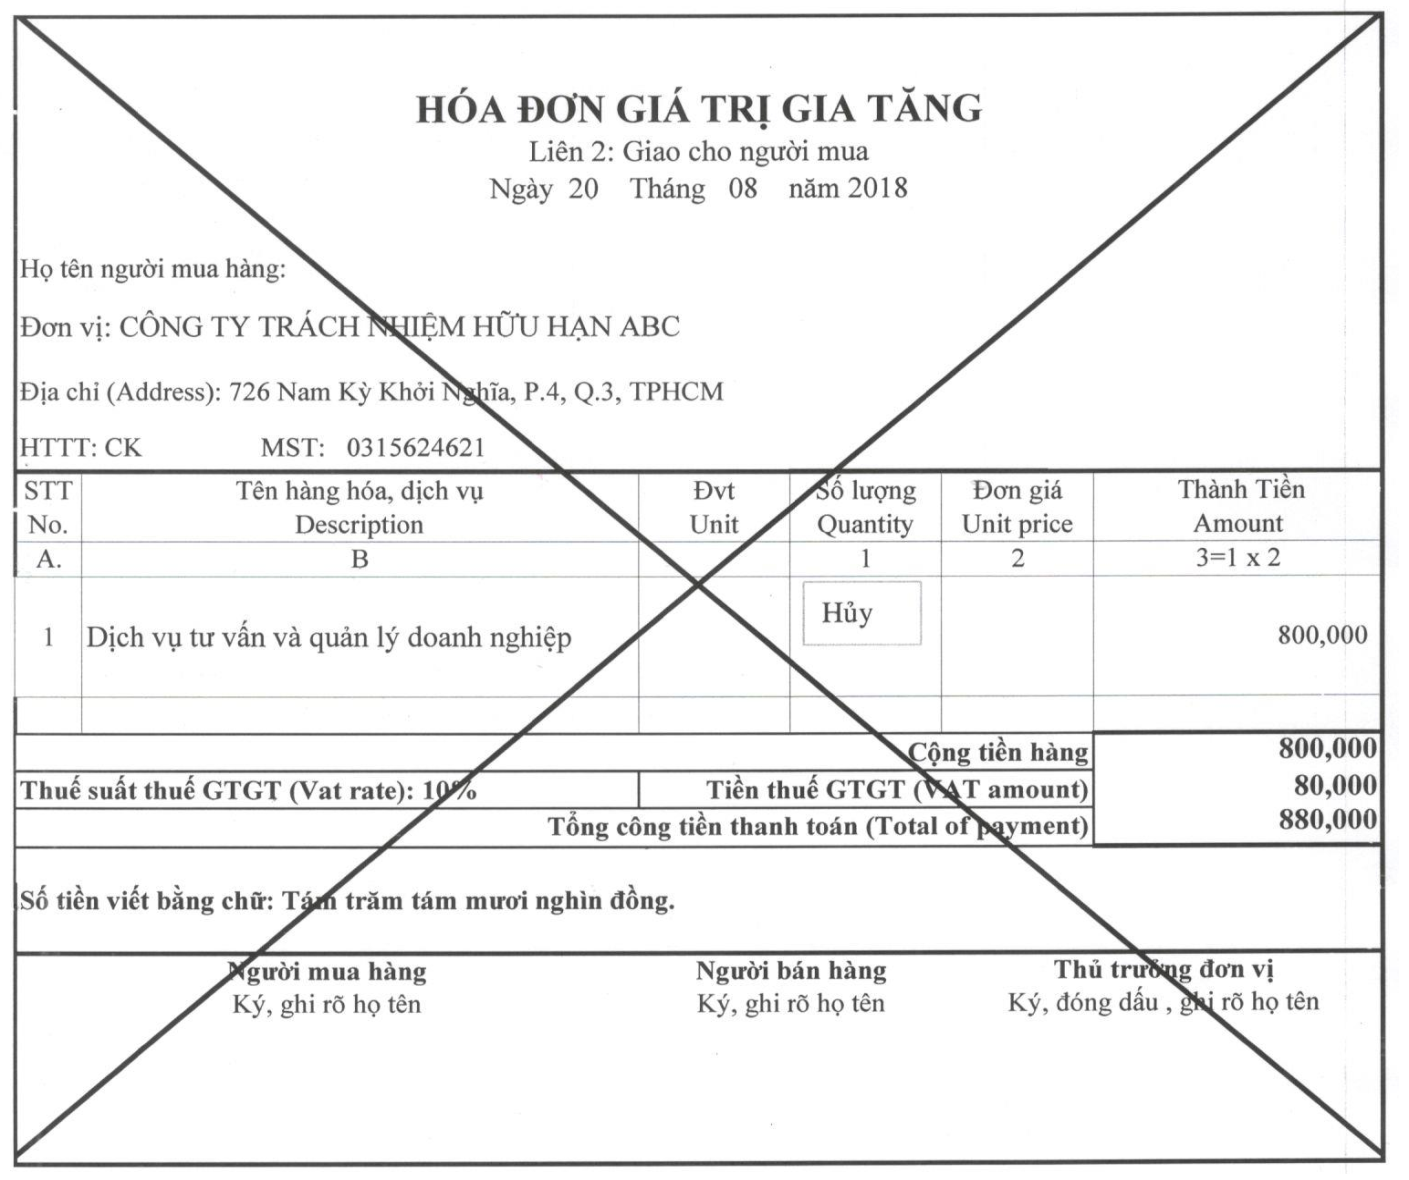 HÓA ĐƠN GIÁ TRỊ GIA TĂNG
Liên 2: Giao cho người mua
Ngày 20 Tháng 08 năm 2018
Họ tên người mua hàng:
Đơn vị: CÔNG TY TRÁCH NHIỆM HỮU HẠN ABC
Địa chỉ (Address): 726 Nam Kỳ Khởi Nghĩa, P.4, Q.3, TPHCM
HTTT: CK MST: 0315624621
STT Tên hàng hóa, dịch vụ Đvt Số lượng Đơn giá Thành Tiền
No. Description Unit Quantity Unit price Amount
A. B 1 2 3=1 x 2
Hủy
1 Dịch vụ tư vấn và quản lý doanh nghiệp 800,000
Cộng tiền hàng 800,000
Thuế suất thuế GTGT (Vat rate): 10% Tiền thuế GTGT (VAT amount) 80,000
Tổng công tiền thanh toán (Total of payment) 880,000
Số tiền viết bằng chữ: Tám trăm tám mươi nghìn đồng.
Người mua hàng Người bán hàng Thủ trưởng đơn vị
Ký, ghi rõ họ tên Ký, ghi rõ họ tên Ký, đóng dấu , ghi rõ họ tên